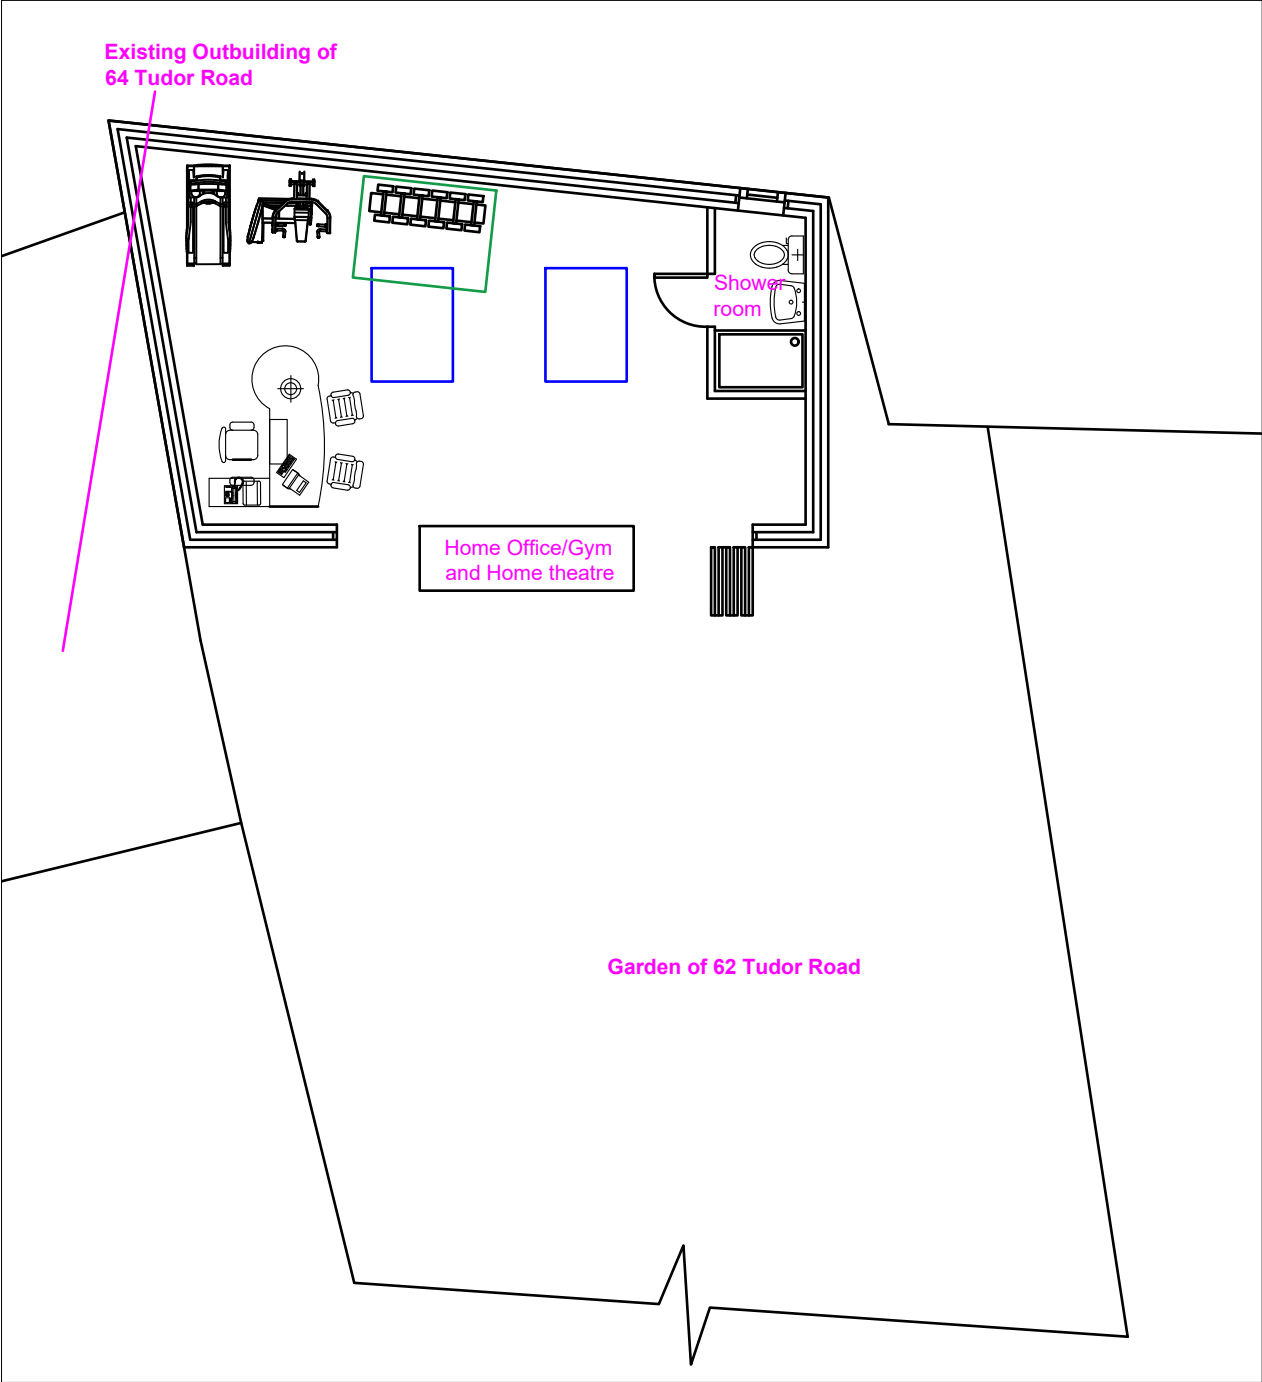 Existing Outbuilding of
64 Tudor Road
Shower
room
Home Office/Gym
and Home theatre
Garden of 62 Tudor Road